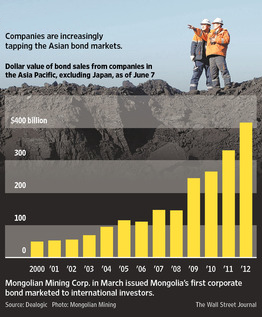 Companies are increasingly
tapping the Asian bond markets.
Dollar value of bond sales from companies in
the Asia Pacific, excluding Japan, as of June 7
$400 billion
300
200
100
0
2000 '01 '02 '03 '04 '05 '06 '07 '08 '09 '10 '11 '12
Mongolian Mining Corp. in March issued Mongolia's first corporate
bond marketed to international investors.
Source: Dealogic Photo: Mongolian Mining The Wall Street Journal